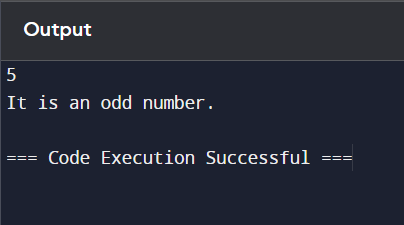 Output
5
It is an odd number.
=== Code Execution Successful ===